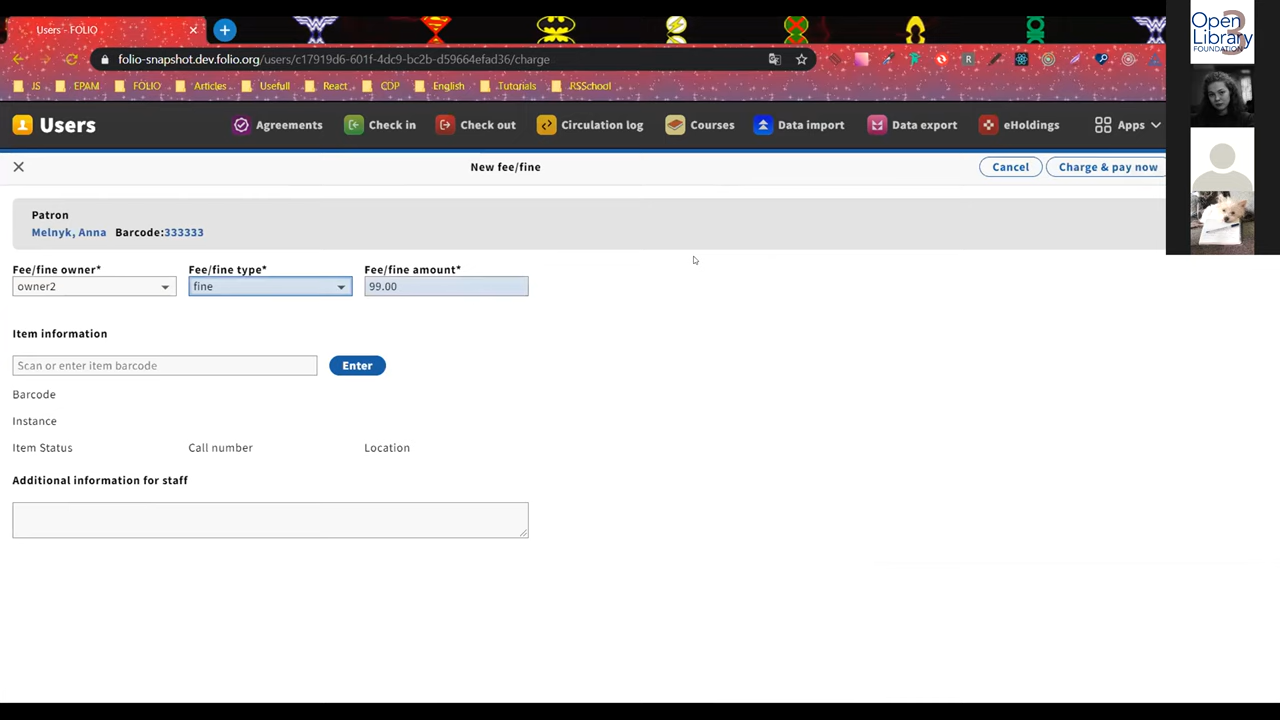 Users - FOLIO
folio-snapshot.dev.folio.org/users/c17919d6-601f-4dc9-bc2b-d59664efad36/charge
JS EPAM FOLIO Articles Usefull React CDP English Tutorials RSSchool
Open
Library
FOUNDATION
3
Users Agreements Check in Check out Circulation log Courses Data import Data export eHoldings Apps
New fee/fine Cancel Charge & pay now
Patron
Melnyk, Anna Barcode:333333
Fee/fine owner* Fee/fine type* Fee/fine amount*
owner2 fine 99.00
Item information
Scan or enter item barcode Enter
Barcode
Instance
Item Status Call number Location
Additional information for staff